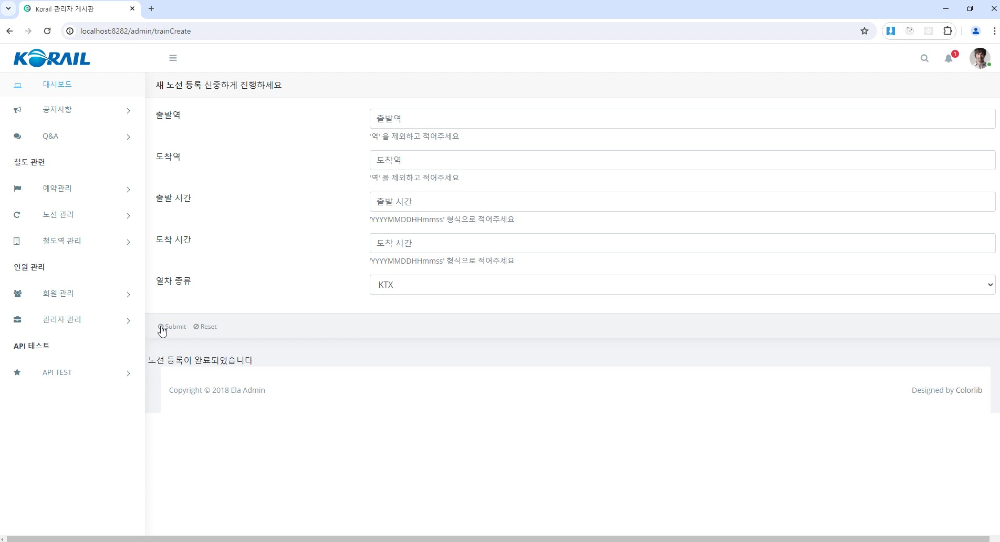 Korail 관리자 게시판
localhost:8282/admin/trainCreate
KORAIL
1
대시보드
공지사항
Q&A
철도 관련
예약관리
노선 관리
철도역 관리
인원 관리
회원 관리
관리자 관리
API 테스트
API TEST
새 노선 등록 신중하게 진행하세요
출발역
출발역
'역' 을 제외하고 적어주세요
도착역
도착역
'역' 을 제외하고 적어주세요
출발 시간
출발 시간
'YYYYMMDDHHmmss' 형식으로 적어주세요
도착 시간
도착 시간
'YYYYMMDDHHmmss' 형식으로 적어주세요
열차 종류
KTX
Submit Reset
노선 등록이 완료되었습니다
Copyright © 2018 Ela Admin
Designed by Colorlib